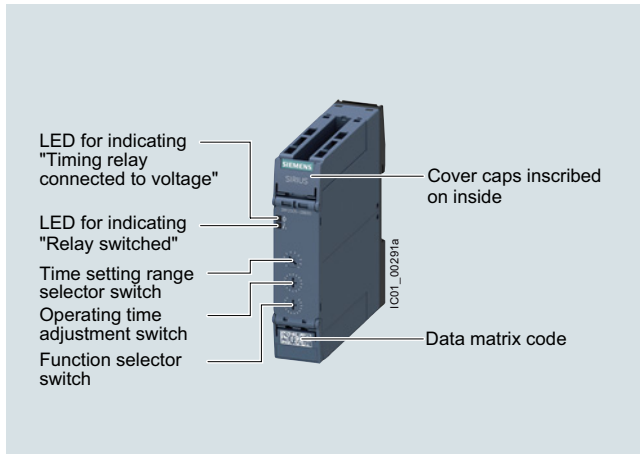 LED for indicating
"Timing relay
connected to voltage"
LED for indicating
"Relay switched"
Time setting range
selector switch
Operating time
adjustment switch
Function selector
switch
SIEMENS
SIRIUS
Cover caps inscribed
on inside
IC01_00291a
Data matrix code